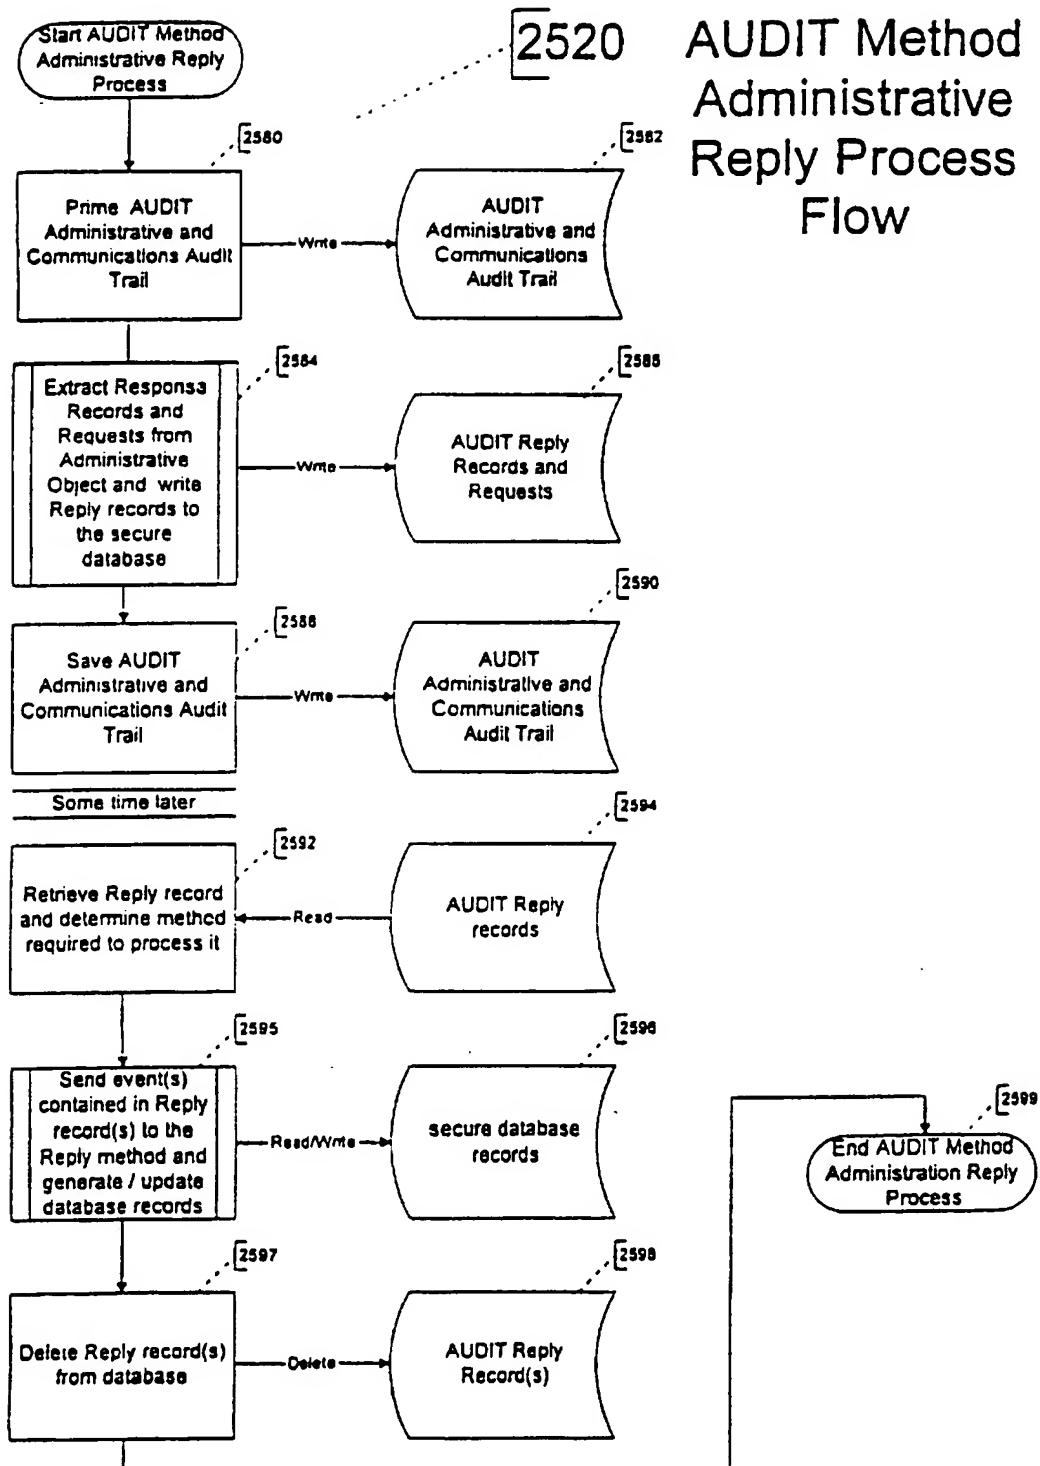 Start AUDIT Method
Administrative Reply
Process
2520
AUDIT Method
Administrative
Reply Process
Flow
2580
Prime AUDIT
Administrative and
Communications Audit
Trail
Write
2582
AUDIT
Administrative and
Communications
Audit Trail
2584
Extract Response
Records and
Requests from
Administrative
Object and write
Reply records to
the secure
database
Write
2586
AUDIT Reply
Records and
Requests
2588
Save AUDIT
Administrative and
Communications Audit
Trail
Write
2590
AUDIT
Administrative and
Communications
Audit Trail
Some time later
2592
Retrieve Reply record
and determine method
required to process it
Read
2594
AUDIT Reply
records
2595
Send event(s)
contained in Reply
record(s) to the
Reply method and
generate / update
database records
Read/Write
2596
secure database
records
2597
Delete Reply record(s)
from database
Delete
2598
AUDIT Reply
Record(s)
2599
End AUDIT Method
Administration Reply
Process